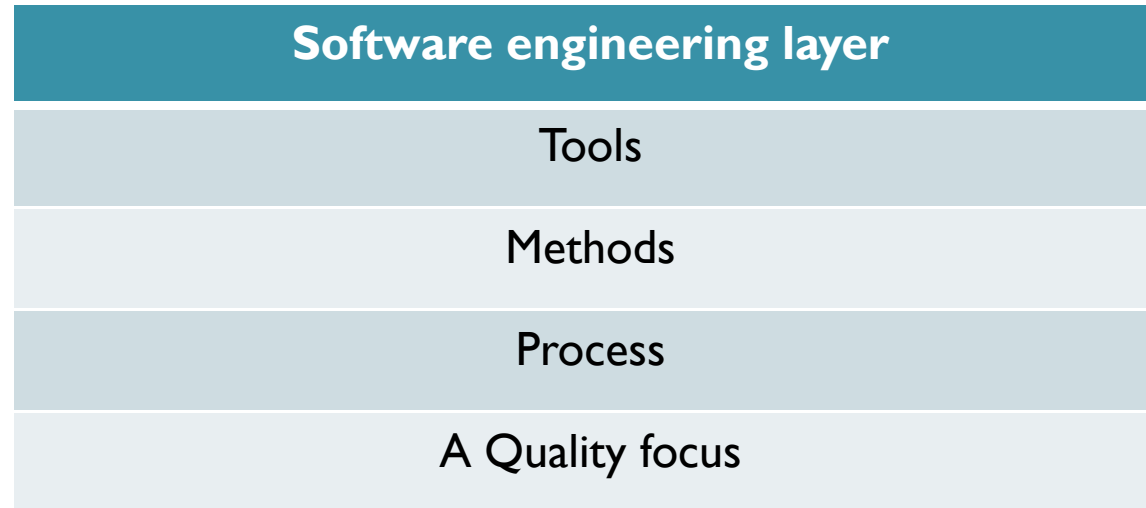 Software engineering layer
Tools
Methods
Process
A Quality focus